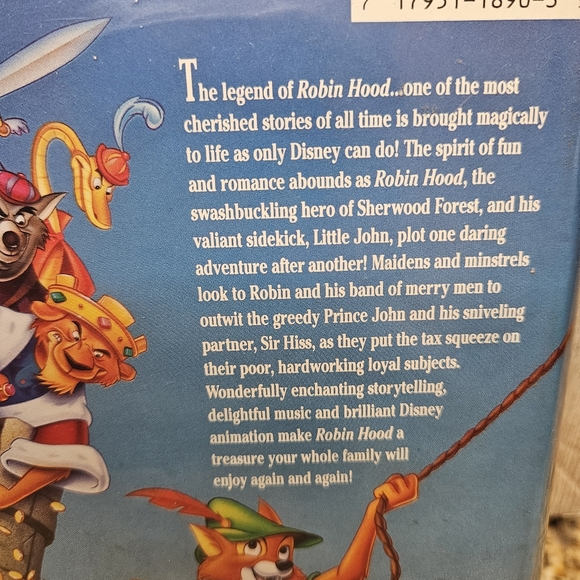 The legend of Robin Hood...one of the most
cherished stories of all time is brought magically
to life as only Disney can do! The spirit of fun
and romance abounds as Robin Hood, the
swashbuckling hero of Sherwood Forest, and his
valiant sidekick, Little John, plot one daring
adventure after another! Maidens and minstrels
look to Robin and his band of merry men to
outwit the greedy Prince John and his sniveling
partner, Sir Hiss, as they put the tax squeeze on
their poor, hardworking loyal subjects.
Wonderfully enchanting storytelling,
delightful music and brilliant Disney
animation make Robin Hood a
treasure your whole family will
enjoy again and again!